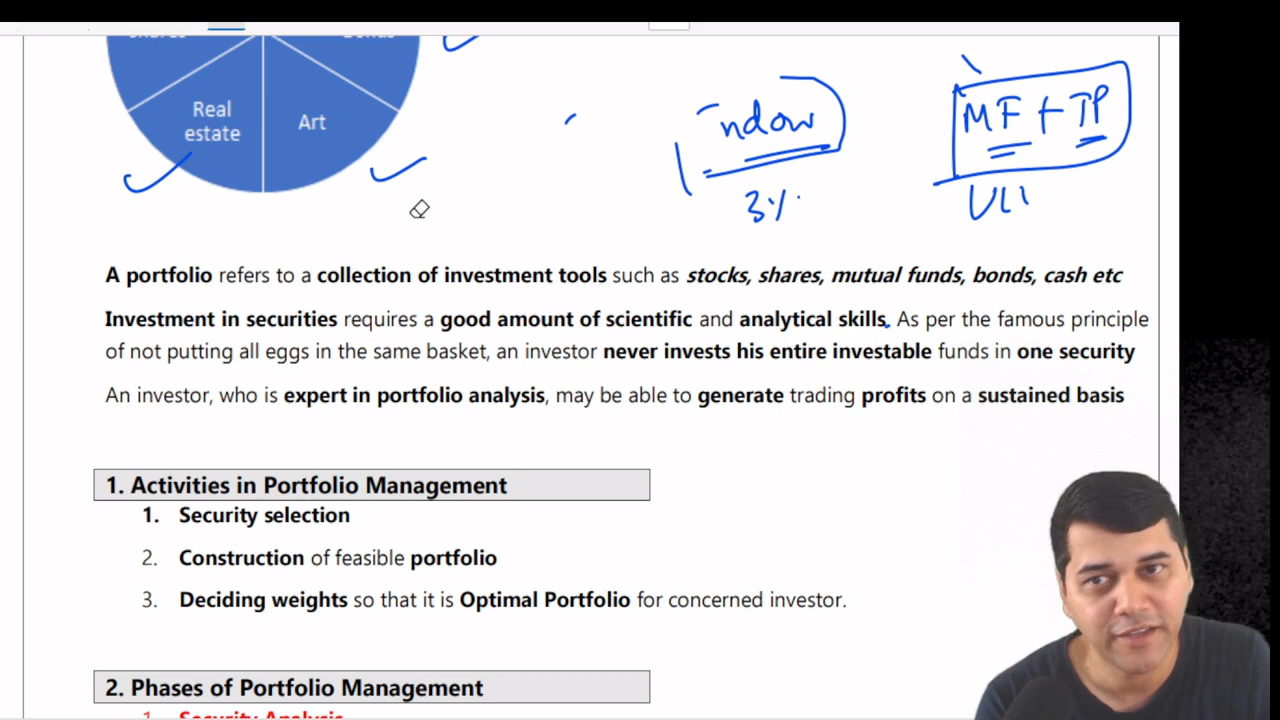 Real
estate
Art
ndow
3%
MF + TP
A portfolio refers to a collection of investment tools such as stocks, shares, mutual funds, bonds, cash etc
Investment in securities requires a good amount of scientific and analytical skills. As per the famous principle
of not putting all eggs in the same basket, an investor never invests his entire investable funds in one security
An investor, who is expert in portfolio analysis, may be able to generate trading profits on a sustained basis
1. Activities in Portfolio Management
1. Security selection
2. Construction of feasible portfolio
3. Deciding weights so that it is Optimal Portfolio for concerned investor.
2. Phases of Portfolio Management
1. Security Analysis